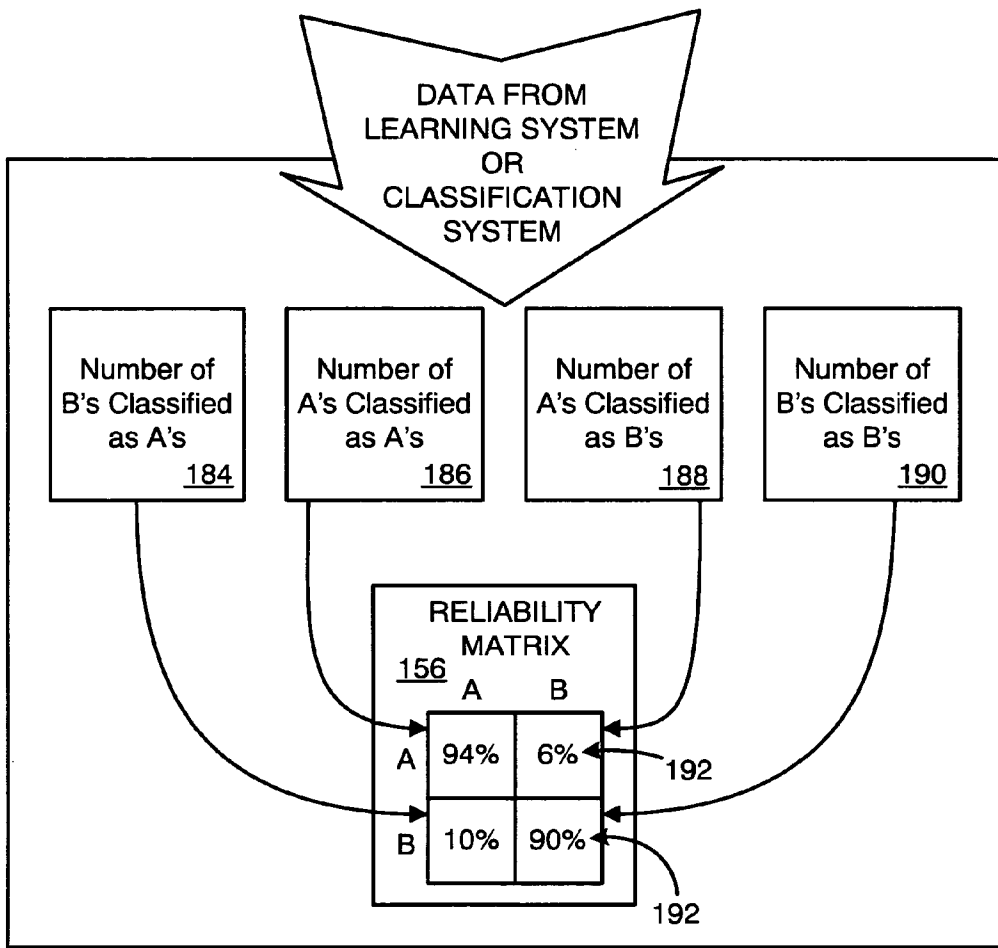 DATA FROM
LEARNING SYSTEM
OR
CLASSIFICATION
SYSTEM
Number of
B's Classified
as A's
184
Number of
A's Classified
as A's
186
Number of
A's Classified
as B's
188
Number of
B's Classified
as B's
190
RELIABILITY
MATRIX
156
A B
A 94% 6% 192
B 10% 90%
192